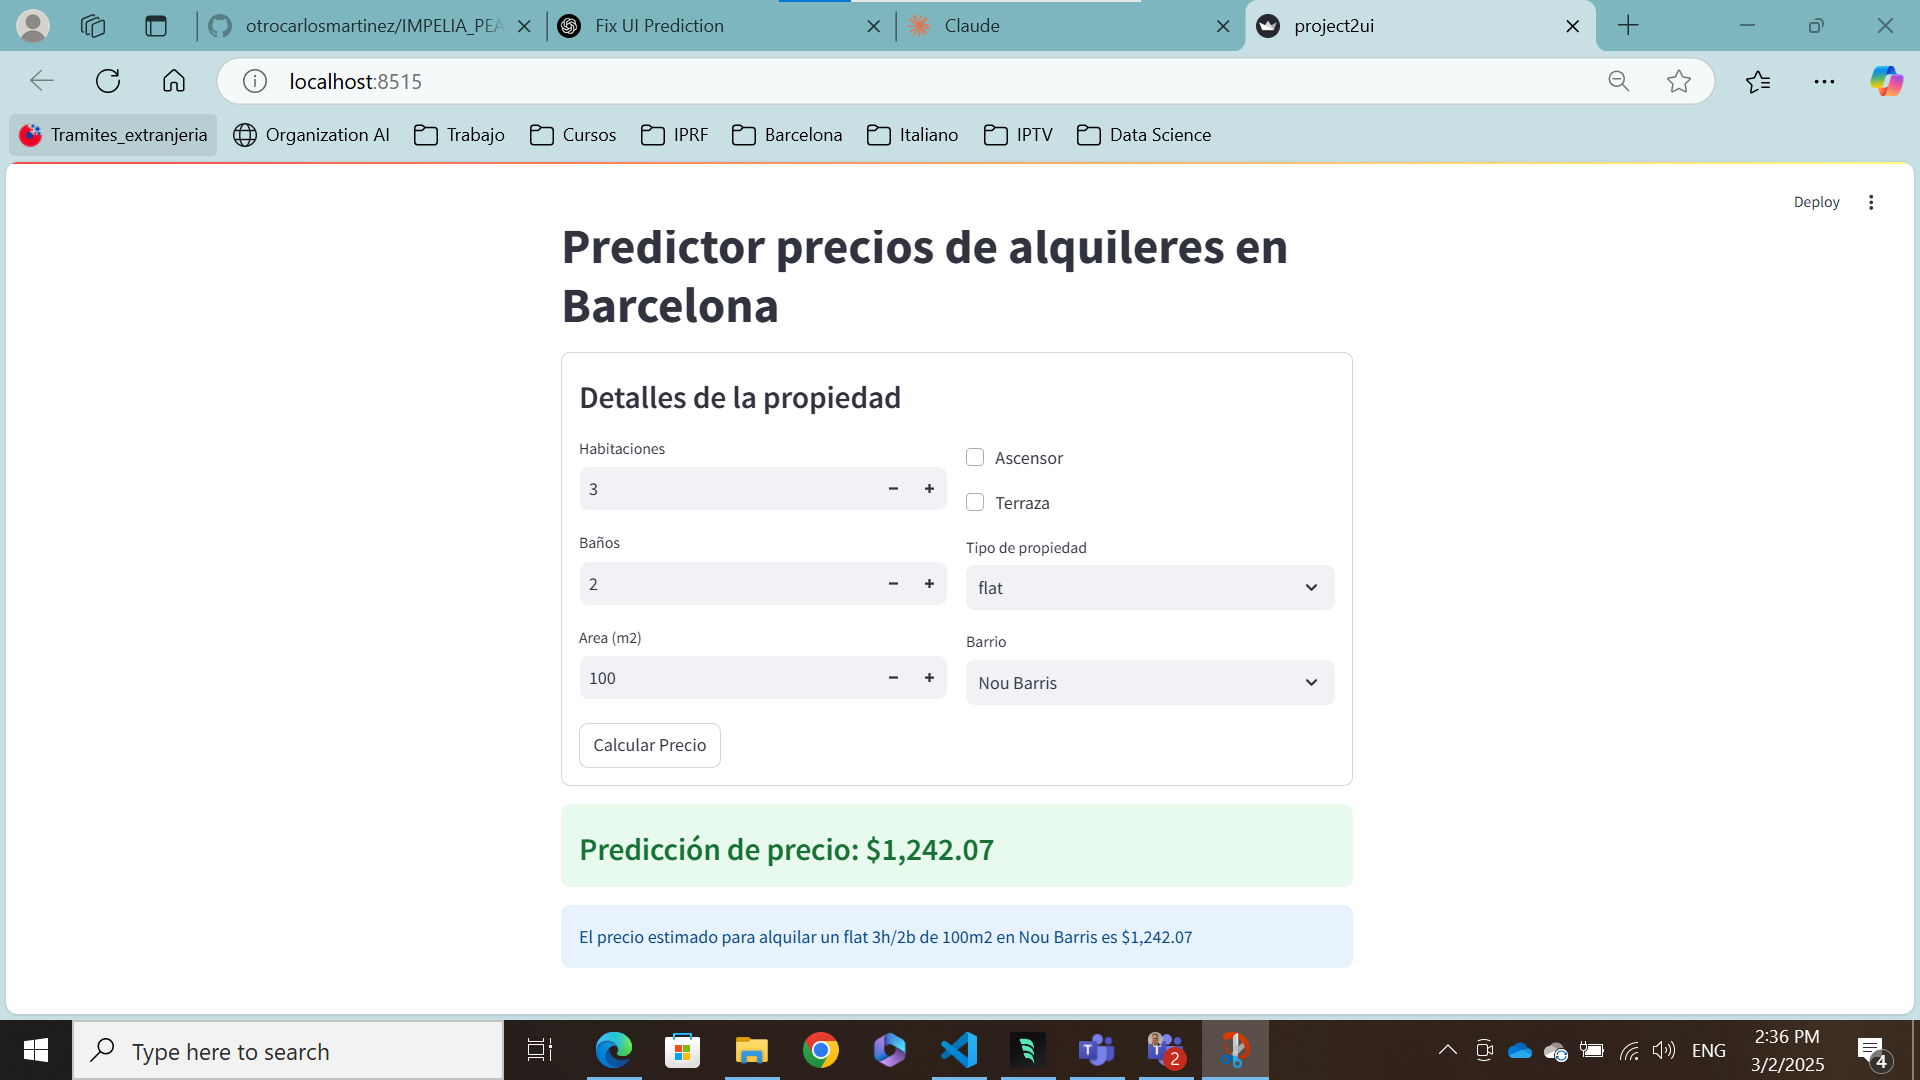 otrocarlosmartinez/IMPELIA_PEA
Fix UI Prediction
Claude
project2ui
localhost:8515
Tramites_extranjeria
Organization AI
Trabajo
Cursos
IPRF
Barcelona
Italiano
IPTV
Data Science
Deploy
Predictor precios de alquileres en
Barcelona
Detalles de la propiedad
Habitaciones
3
Baños
2
Area (m2)
100
Ascensor
Terraza
Tipo de propiedad
flat
Barrio
Nou Barris
Calcular Precio
Predicción de precio: $1,242.07
El precio estimado para alquilar un flat 3h/2b de 100m2 en Nou Barris es $1,242.07
Type here to search
2
ENG
2:36 PM
3/2/2025
4